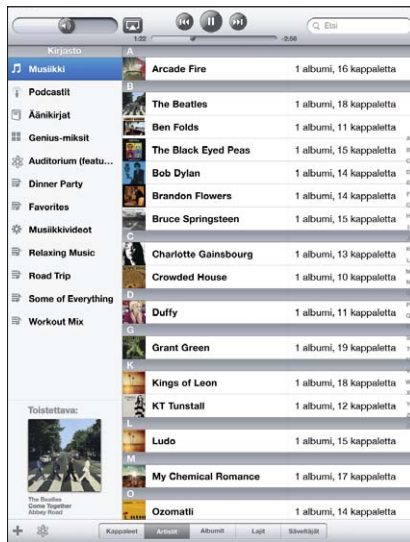 Etsi
1:22
-2:56
Kirjasto
Musiikki
Podcastit
Äänikirjat
Genius-miksit
Auditorium (featu…
Dinner Party
Favorites
Musiikkivideot
Relaxing Music
Road Trip
Some of Everything
Workout Mix
Toistettava:
The Beatles
Come Together
Abbey Road
A
Arcade Fire 1 albumi, 16 kappaletta
B
The Beatles 1 albumi, 18 kappaletta
Ben Folds 1 albumi, 11 kappaletta
The Black Eyed Peas 1 albumi, 15 kappaletta
Bob Dylan 1 albumi, 14 kappaletta
Brandon Flowers 1 albumi, 14 kappaletta
Bruce Springsteen 1 albumi, 15 kappaletta
C
Charlotte Gainsbourg 1 albumi, 13 kappaletta
Crowded House 1 albumi, 10 kappaletta
D
Duffy 1 albumi, 11 kappaletta
G
Grant Green 1 albumi, 19 kappaletta
K
Kings of Leon 1 albumi, 18 kappaletta
KT Tunstall 1 albumi, 12 kappaletta
L
Ludo 1 albumi, 15 kappaletta
M
My Chemical Romance 1 albumi, 17 kappaletta
O
Ozomatli 1 albumi, 14 kappaletta
Kappaleet Artistit Albumit Lajit Säveltäjät